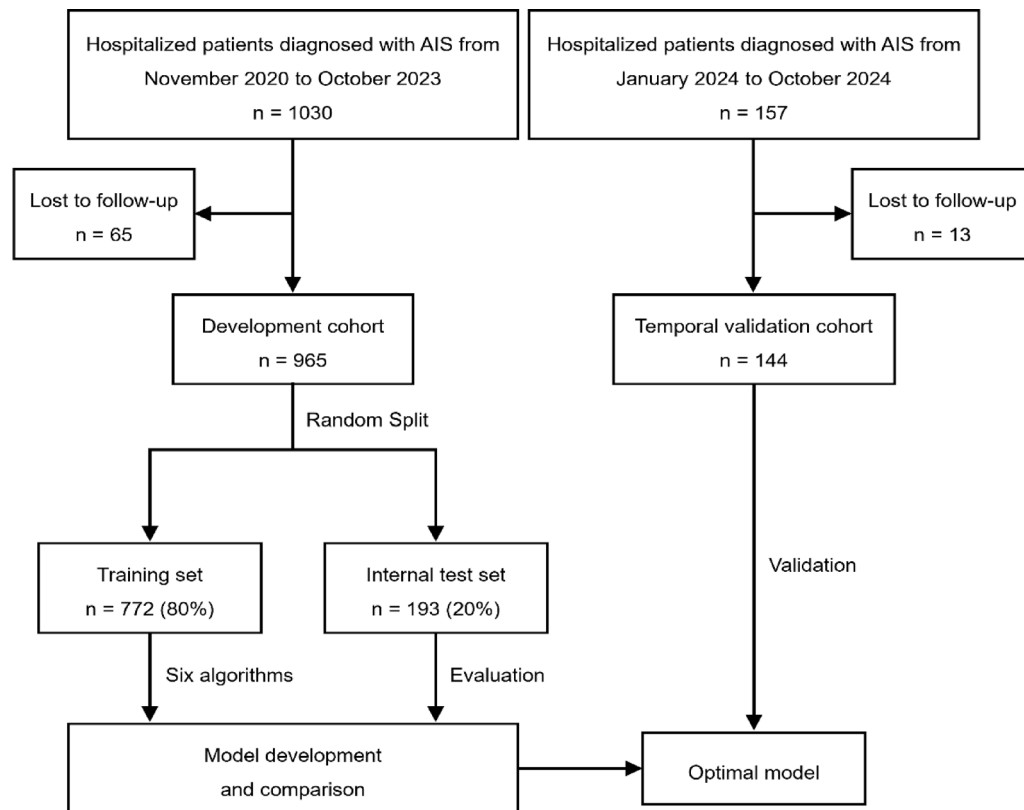 Hospitalized patients diagnosed with AIS from
November 2020 to October 2023
n = 1030
Hospitalized patients diagnosed with AIS from
January 2024 to October 2024
n = 157
Lost to follow-up
n = 65
Lost to follow-up
n = 13
Development cohort
n = 965
Temporal validation cohort
n = 144
Random Split
Training set
n = 772 (80%)
Internal test set
n = 193 (20%)
Validation
Six algorithms
Evaluation
Model development
and comparison
Optimal model